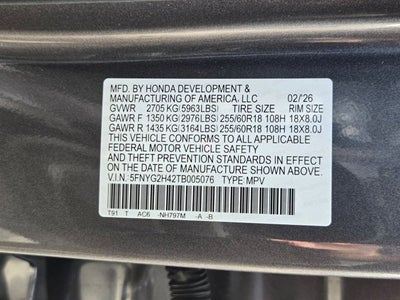 MFD. BY HONDA DEVELOPMENT &
MANUFACTURING OF AMERICA, LLC 02/'26
GVWR 2705 KG(5963LBS) TIRE SIZE RIM SIZE
GAWR F 1350 KG(2976LBS) 255/60R18 108H 18X8.0J
GAWR R 1435 KG(3164LBS) 255/60R18 108H 18X8.0J
THIS VEHICLE CONFORMS TO ALL APPLICABLE
FEDERAL MOTOR VEHICLE SAFETY
AND THEFT PREVENTION STANDARDS IN EFFECT
ON THE DATE OF MANUFACTURE SHOWN ABOVE.
V.I.N: 5FNYG2H42TB005076 TYPE: MPV
T91 T AC6 -NH797M -A -B